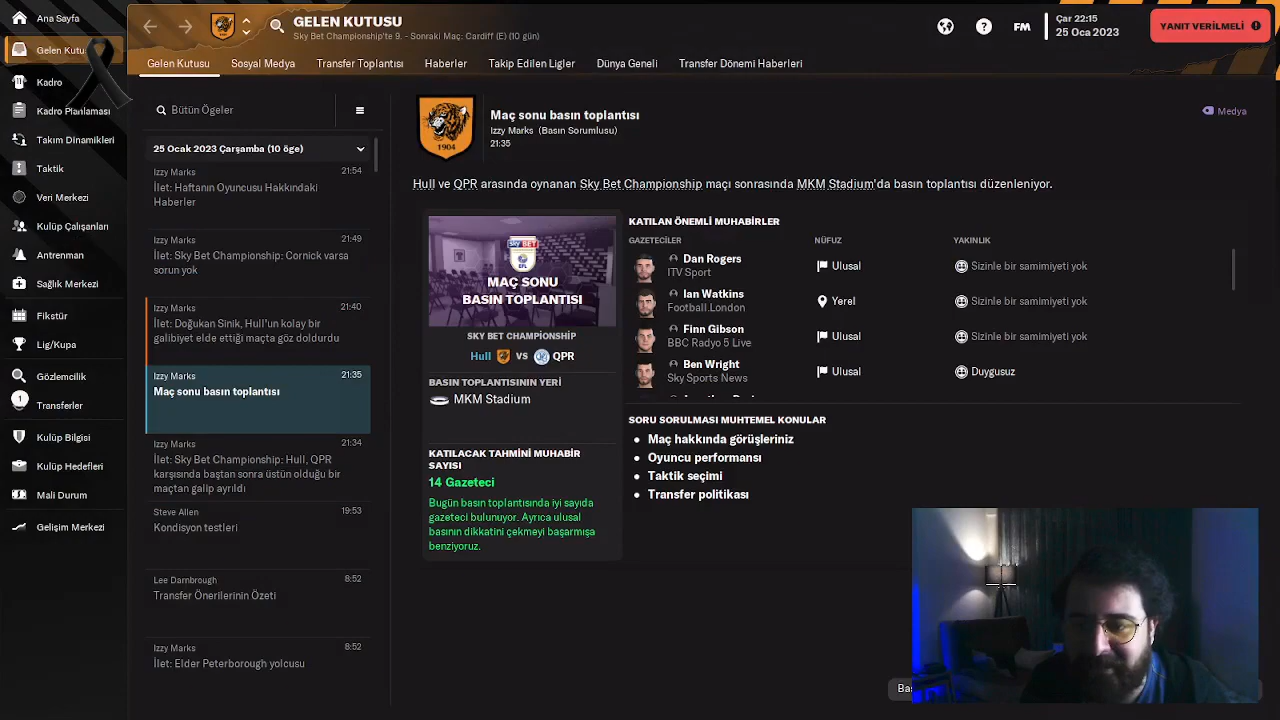 GELEN KUTUSU
Sky Bet Championship'te 9. - Sonraki Maç: Cardiff (E) (10 gün)
FM
Çar 22:15
25 Oca 2023
YANIT VERİLMELİ
Ana Sayfa
Gelen Kutusu
Kadro
Kadro Planlaması
Takım Dinamikleri
Taktik
Veri Merkezi
Kulüp Çalışanları
Antrenman
Sağlık Merkezi
Fikstür
Lig/Kupa
Gözlemcilik
1
Transferler
Kulüp Bilgisi
Kulüp Hedefleri
Mali Durum
Gelişim Merkezi
Gelen Kutusu
Sosyal Medya
Transfer Toplantısı
Haberler
Takip Edilen Ligler
Dünya Geneli
Transfer Dönemi Haberleri
Bütün Ögeler
25 Ocak 2023 Çarşamba (10 öge)
Izzy Marks 21:54
İlet: Haftanın Oyuncusu Hakkındaki
Haberler
Izzy Marks 21:49
İlet: Sky Bet Championship: Cornick varsa
sorun yok
Izzy Marks 21:40
İlet: Doğukan Sinik, Hull'un kolay bir
galibiyet elde ettiği maçta göz doldurdu
Izzy Marks 21:35
Maç sonu basın toplantısı
Izzy Marks 21:34
İlet: Sky Bet Championship: Hull, QPR
karşısında baştan sonra üstün olduğu bir
maçtan galip ayrıldı
Steve Allen 19:53
Kondisyon testleri
Lee Darnbrough 8:52
Transfer Önerilerinin Özeti
Izzy Marks 8:52
İlet: Elder Peterborough yolcusu
1904
Maç sonu basın toplantısı
Izzy Marks (Basın Sorumlusu)
21:35
Medya
Hull ve QPR arasında oynanan Sky Bet Championship maçı sonrasında MKM Stadium'da basın toplantısı düzenleniyor.
sky BET
EFL
MAÇ SONU
BASIN TOPLANTISI
SKY BET CHAMPİONSHİP
Hull vs QPR
BASIN TOPLANTISININ YERİ
MKM Stadium
KATILACAK TAHMİNİ MUHABİR
SAYISI
14 Gazeteci
Bugün basın toplantısında iyi sayıda
gazeteci bulunuyor. Ayrıca ulusal
basının dikkatini çekmeyi başarmışa
benziyoruz.
KATILAN ÖNEMLİ MUHABİRLER
GAZETECİLER NÜFUZ YAKINLIK
Dan Rogers
ITV Sport
Ulusal
Sizinle bir samimiyeti yok
Ian Watkins
Football.London
Yerel
Sizinle bir samimiyeti yok
Finn Gibson
BBC Radyo 5 Live
Ulusal
Sizinle bir samimiyeti yok
Ben Wright
Sky Sports News
Ulusal
Duygusuz
SORU SORULMASI MUHTEMEL KONULAR
Maç hakkında görüşleriniz
Oyuncu performansı
Taktik seçimi
Transfer politikası